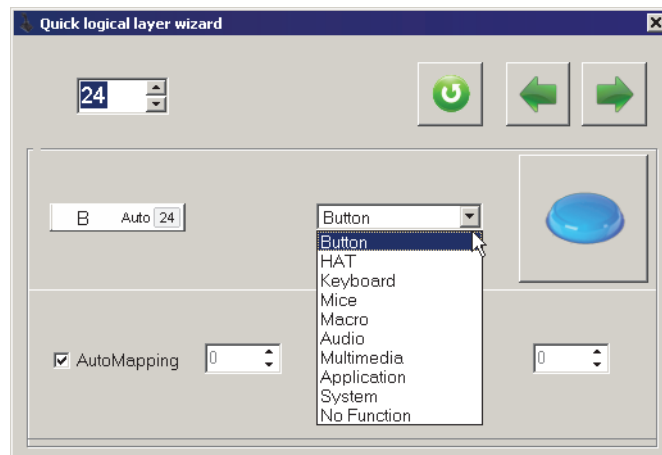 Quick logical layer wizard
24
B Auto 24
Button
Button
HAT
Keyboard
Mice
Macro
Audio
Multimedia
Application
System
No Function
AutoMapping 0 0